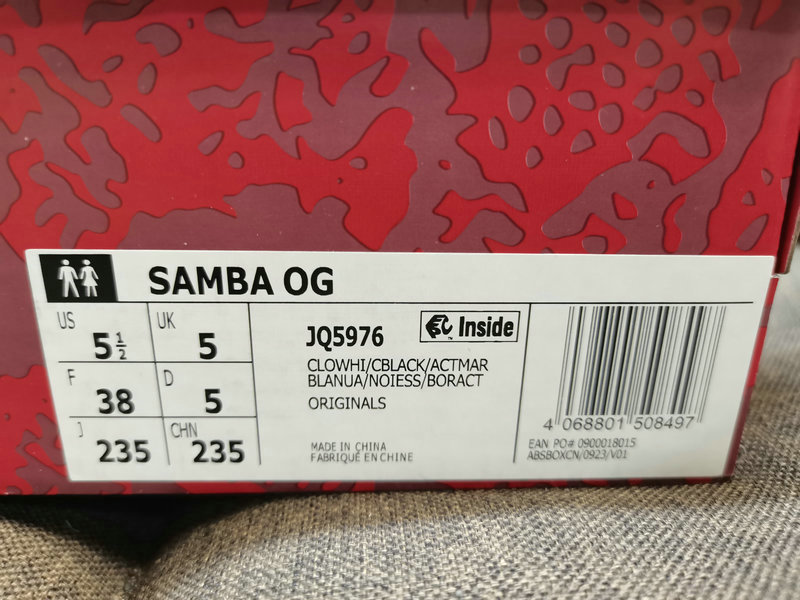 SAMBA OG
US 5 1/2 UK 5
F 38 D 5
J 235 CHN 235
JQ5976
Inside
CLOWHI/CBLACK/ACTMAR
BLANUA/NOIESS/BORACT
ORIGINALS
MADE IN CHINA
FABRIQUÉ EN CHINE
4 068801 508497
EAN PO# 0900018015
ABSBOXCN/0923/V01